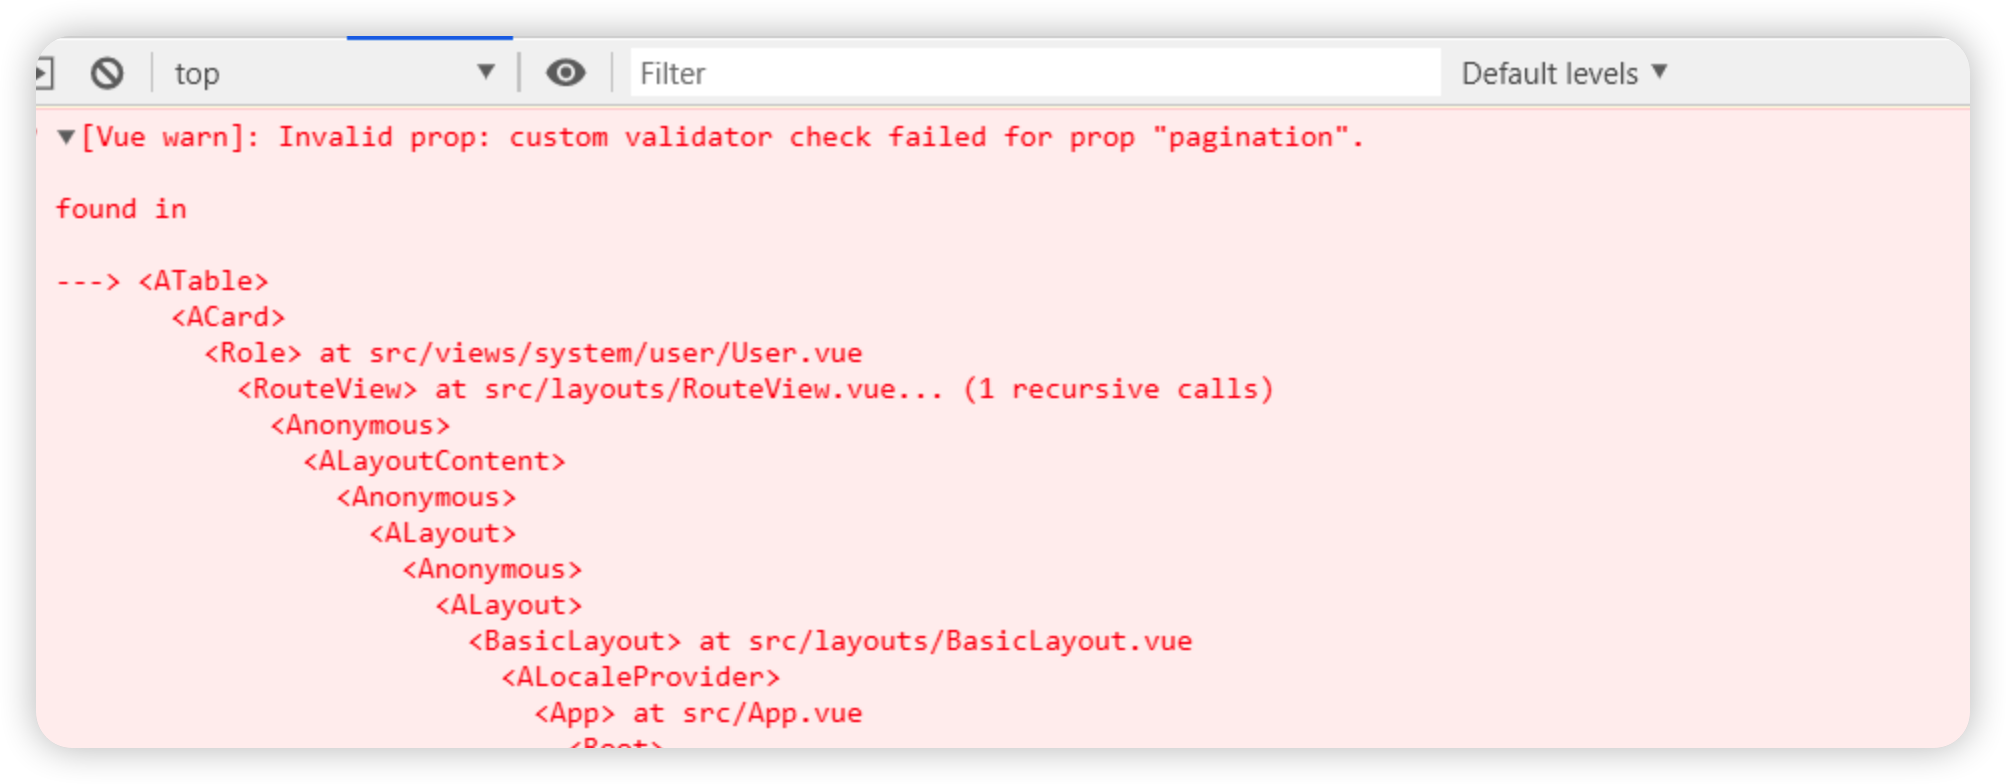 top Filter Default levels
[Vue warn]: Invalid prop: custom validator check failed for prop "pagination".
found in
---> <ATable>
<ACard>
<Role> at src/views/system/user/User.vue
<RouteView> at src/layouts/RouteView.vue... (1 recursive calls)
<Anonymous>
<ALayoutContent>
<Anonymous>
<ALayout>
<Anonymous>
<ALayout>
<BasicLayout> at src/layouts/BasicLayout.vue
<ALocaleProvider>
<App> at src/App.vue
<Root>